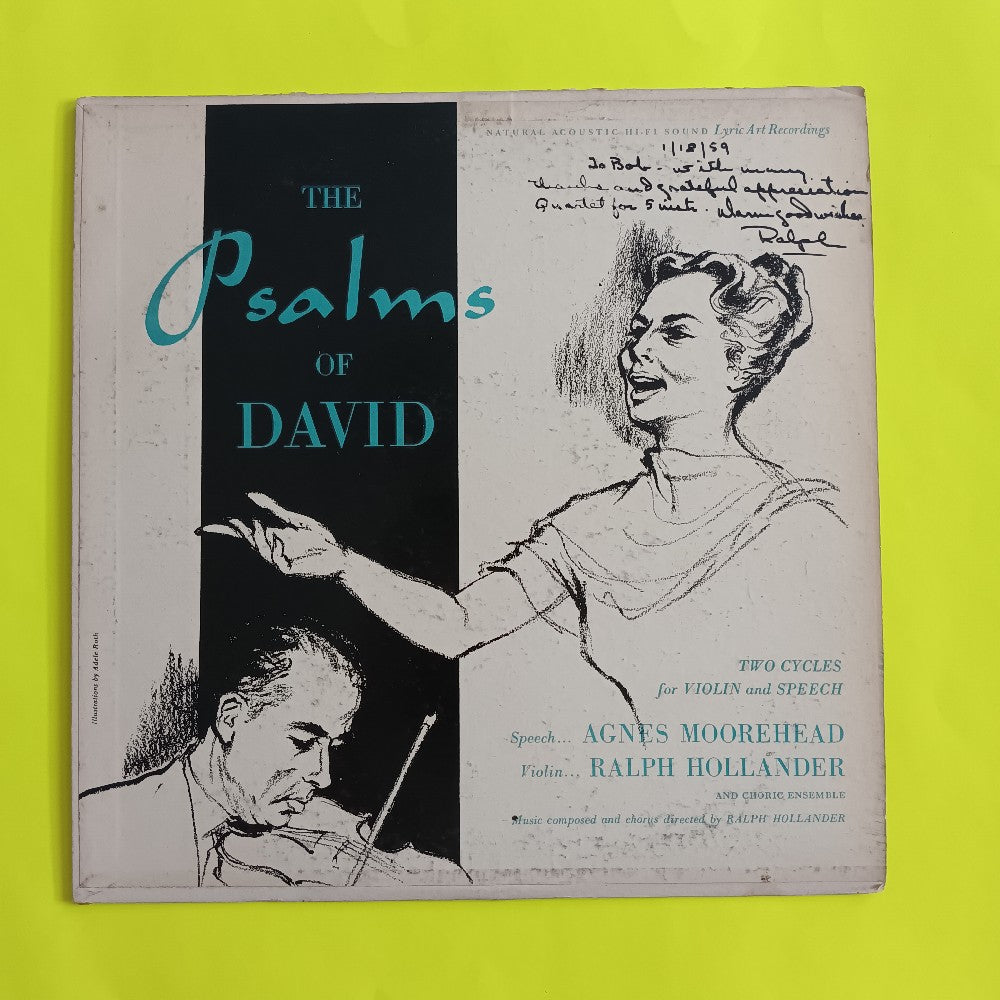 NATURAL ACOUSTIC HI-FI SOUND Lyric Art Recordings
1/18/59
To Bob - with many
thanks and grateful appreciation
Quartet for 5 insts. Warm good wishes
Ralph
THE
Psalms
OF
DAVID
Illustrations by Adele Roth
TWO CYCLES
for VIOLIN and SPEECH
Speech... AGNES MOOREHEAD
Violin... RALPH HOLLANDER
AND CHORIC ENSEMBLE
Music composed and chorus directed by RALPH HOLLANDER